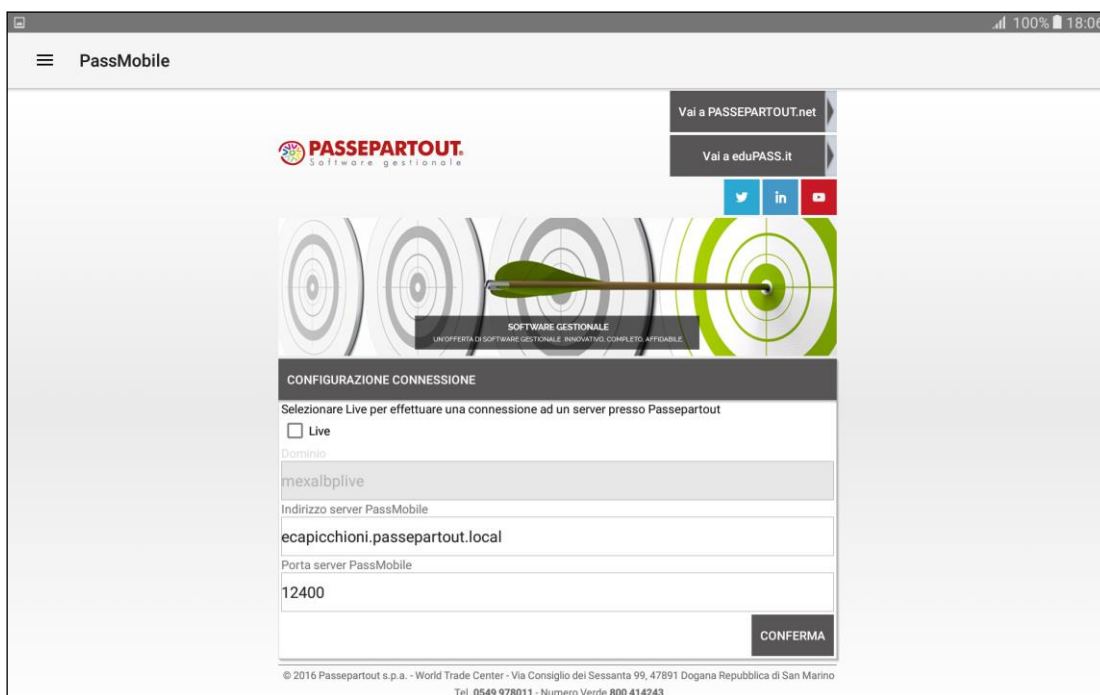 100% 18:06
PassMobile
Vai a PASSEPARTOUT.net
PASSEPARTOUT®
Software gestionale
Vai a eduPASS.it
in
SOFTWARE GESTIONALE
UN'OFFERTA DI SOFTWARE GESTIONALE INNOVATIVO, COMPLETO, AFFIDABILE.
CONFIGURAZIONE CONNESSIONE
Selezionare Live per effettuare una connessione ad un server presso Passepartout
Live
Dominio
mexalbplive
Indirizzo server PassMobile
ecapicchioni.passepartout.local
Porta server PassMobile
12400
CONFERMA
© 2016 Passepartout s.p.a. - World Trade Center - Via Consiglio dei Sessanta 99, 47891 Dogana Repubblica di San Marino
Tel. 0549 978011 - Numero Verde 800 414243